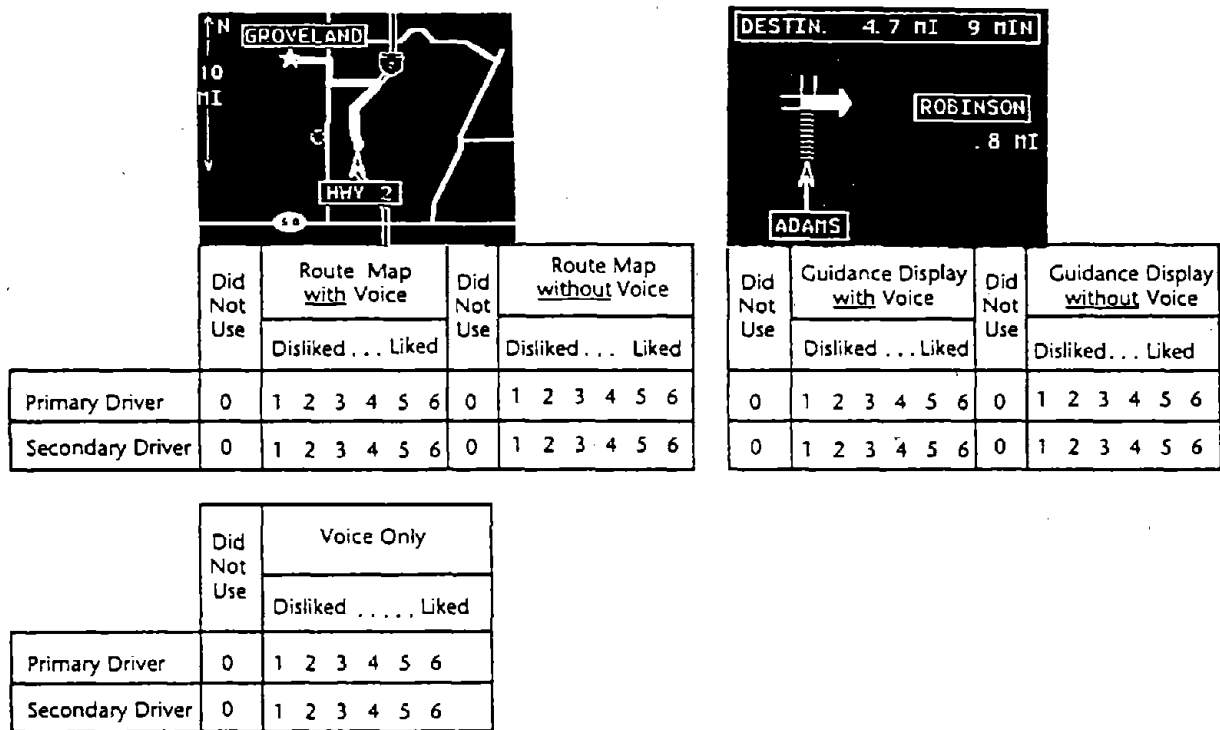 N
GROVELAND
10
MI
HWY 2
50
DESTIN. 4.7 MI 9 MIN
ROBINSON
.8 MI
ADAMS
Did Not Use
Route Map with Voice
Disliked ... Liked
Did Not Use
Route Map without Voice
Disliked ... Liked
Primary Driver 0 1 2 3 4 5 6 0 1 2 3 4 5 6
Secondary Driver 0 1 2 3 4 5 6 0 1 2 3 4 5 6
Did Not Use
Guidance Display with Voice
Disliked ... Liked
Did Not Use
Guidance Display without Voice
Disliked ... Liked
0 1 2 3 4 5 6 0 1 2 3 4 5 6
0 1 2 3 4 5 6 0 1 2 3 4 5 6
Did Not Use
Voice Only
Disliked ..... Liked
Primary Driver 0 1 2 3 4 5 6
Secondary Driver 0 1 2 3 4 5 6